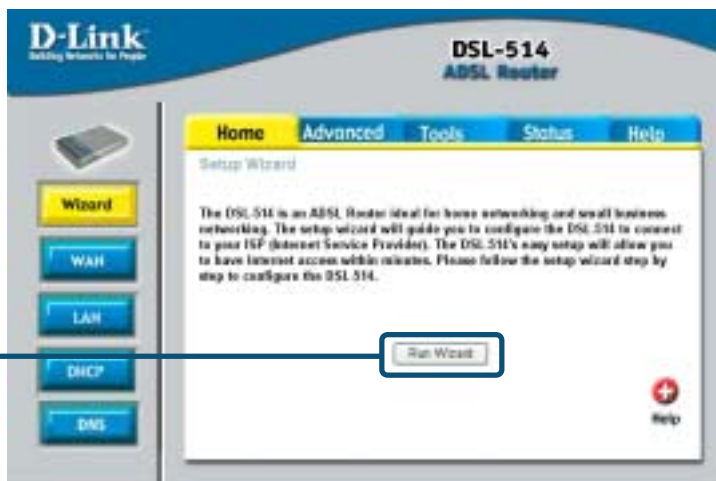 D-Link
Building Networks for People
DSL-514
ADSL Router
Home
Advanced
Tools
Status
Help
Setup Wizard
Wizard
WAN
LAN
DHCP
DNS
The DSL-514 is an ADSL Router ideal for home networking and small business
networking. The setup wizard will guide you to configure the DSL-514 to connect
to your ISP (Internet Service Provider). The DSL-514's easy setup will allow you
to have Internet access within minutes. Please follow the setup wizard step by
step to configure the DSL-514.
Run Wizard
Help